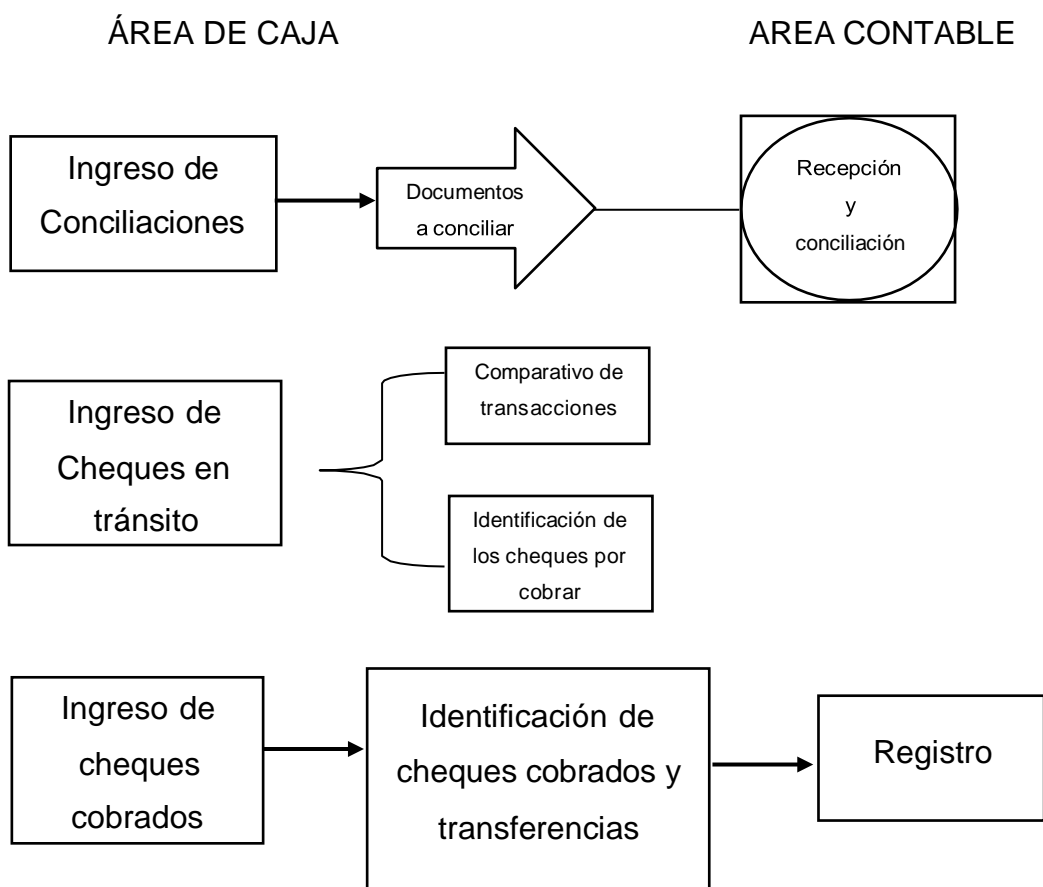 ÁREA DE CAJA
AREA CONTABLE
Ingreso de
Conciliaciones
Documentos
a conciliar
Recepción
y
conciliación
Ingreso de
Cheques en
tránsito
Comparativo de
transacciones
Identificación de
los cheques por
cobrar
Ingreso de
cheques
cobrados
Identificación de
cheques cobrados y
transferencias
Registro